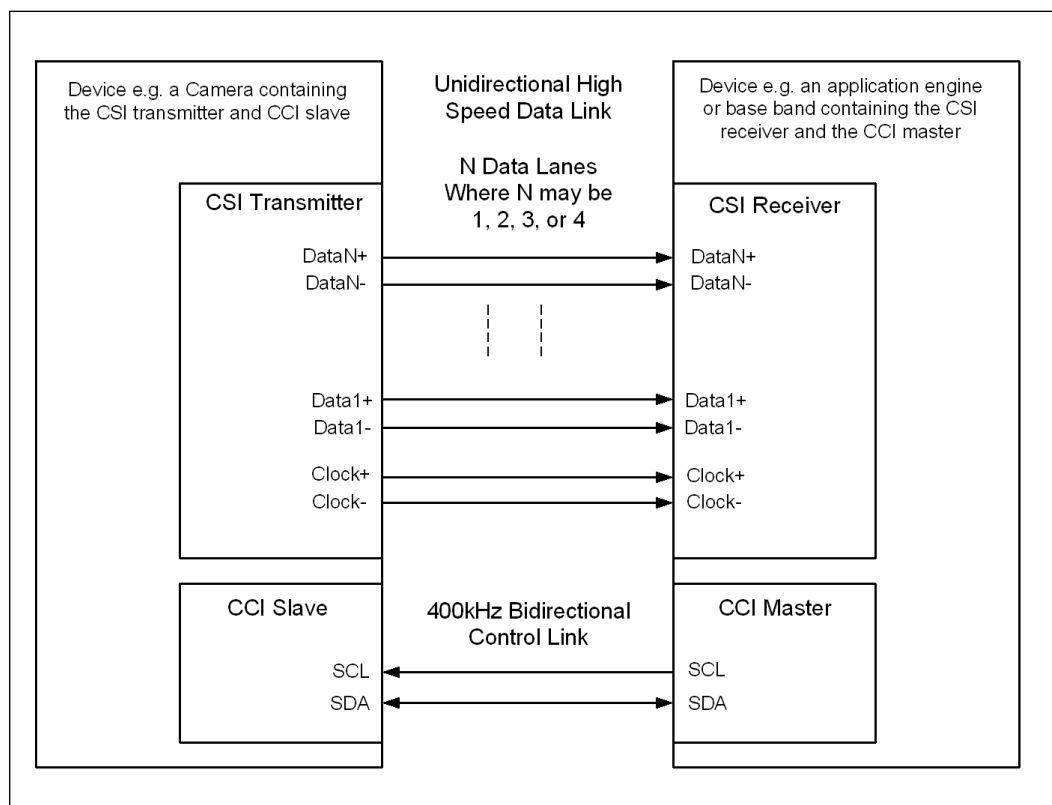 Device e.g. a Camera containing
the CSI transmitter and CCI slave
Unidirectional High
Speed Data Link
N Data Lanes
Where N may be
1, 2, 3, or 4
Device e.g. an application engine
or base band containing the CSI
receiver and the CCI master
CSI Transmitter
DataN+
DataN-
Data1+
Data1-
Clock+
Clock-
CSI Receiver
DataN+
DataN-
Data1+
Data1-
Clock+
Clock-
CCI Slave
SCL
SDA
400kHz Bidirectional
Control Link
CCI Master
SCL
SDA